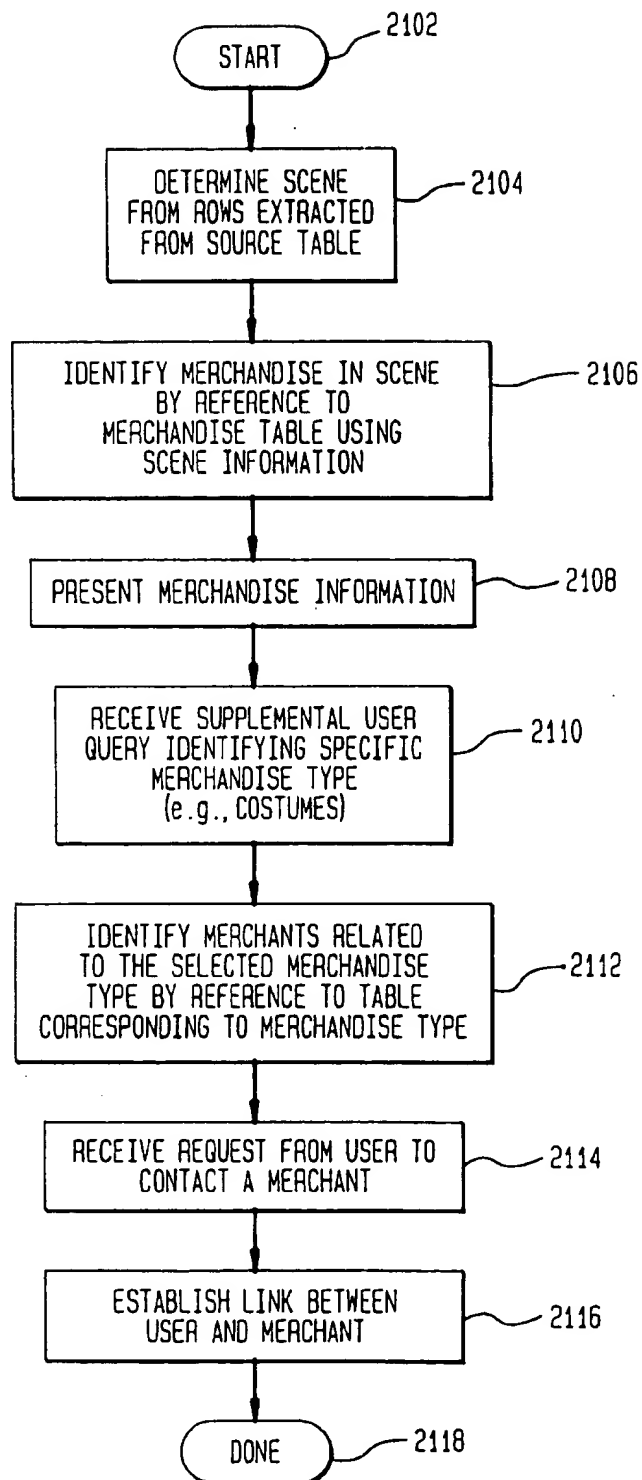 START
2102
DETERMINE SCENE
FROM ROWS EXTRACTED
FROM SOURCE TABLE
2104
IDENTIFY MERCHANDISE IN SCENE
BY REFERENCE TO
MERCHANDISE TABLE USING
SCENE INFORMATION
2106
PRESENT MERCHANDISE INFORMATION
2108
RECEIVE SUPPLEMENTAL USER
QUERY IDENTIFYING SPECIFIC
MERCHANDISE TYPE
(e.g., COSTUMES)
2110
IDENTIFY MERCHANTS RELATED
TO THE SELECTED MERCHANDISE
TYPE BY REFERENCE TO TABLE
CORRESPONDING TO MERCHANDISE TYPE
2112
RECEIVE REQUEST FROM USER TO
CONTACT A MERCHANT
2114
ESTABLISH LINK BETWEEN
USER AND MERCHANT
2116
DONE
2118